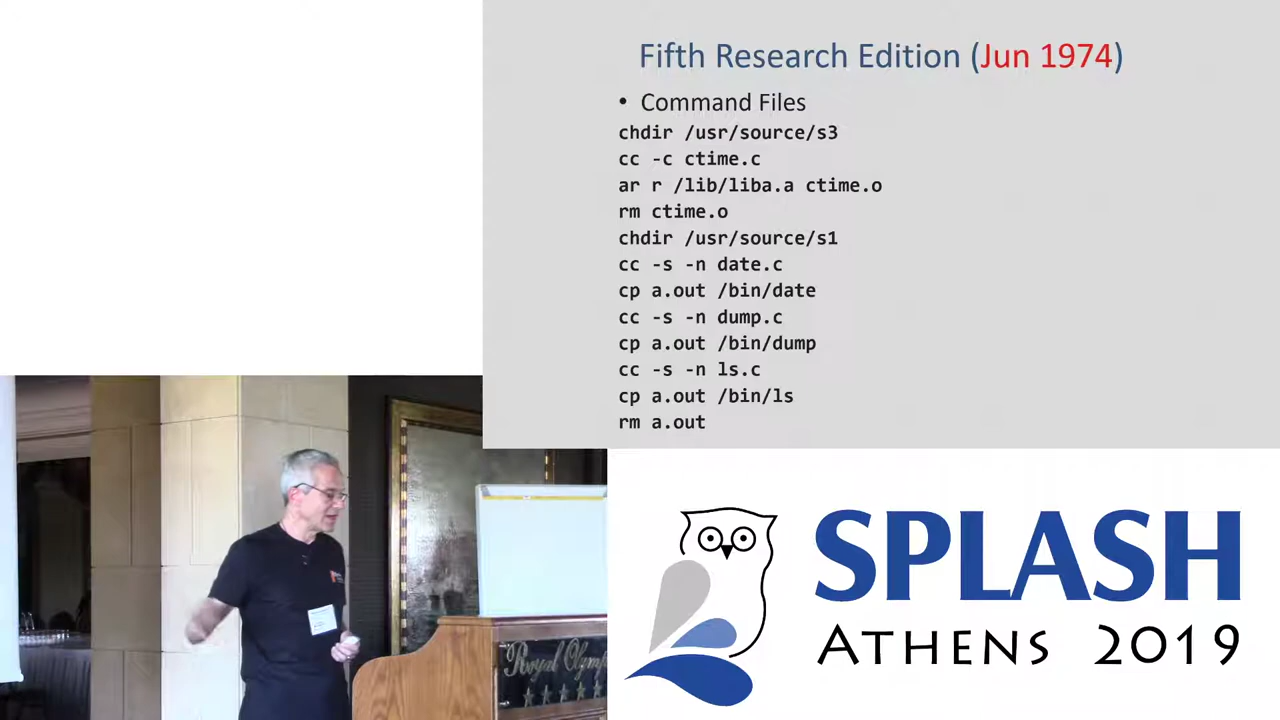 Fifth Research Edition (Jun 1974)
• Command Files
chdir /usr/source/s3
cc -c ctime.c
ar r /lib/liba.a ctime.o
rm ctime.o
chdir /usr/source/s1
cc -s -n date.c
cp a.out /bin/date
cc -s -n dump.c
cp a.out /bin/dump
cc -s -n ls.c
cp a.out /bin/ls
rm a.out
Royal
SPLASH
ATHENS 2019